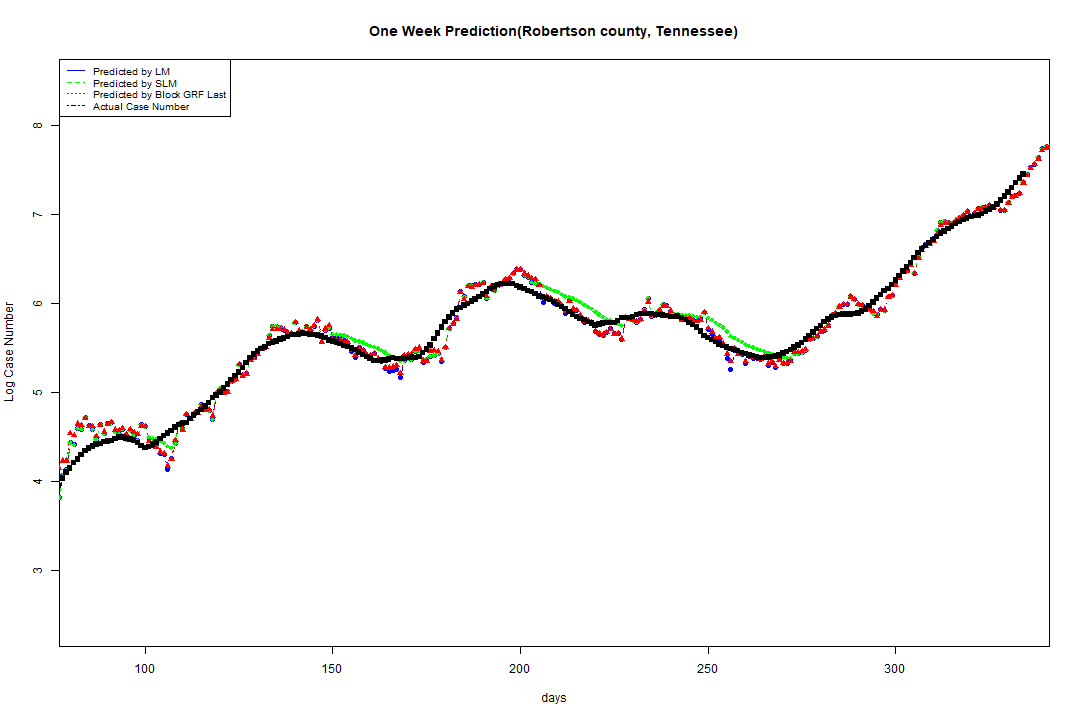 One Week Prediction(Robertson county, Tennessee)
Predicted by LM
Predicted by SLM
Predicted by Block GRF Last
Actual Case Number
8
7
6
5
4
3
Log Case Number
100 150 200 250 300
days